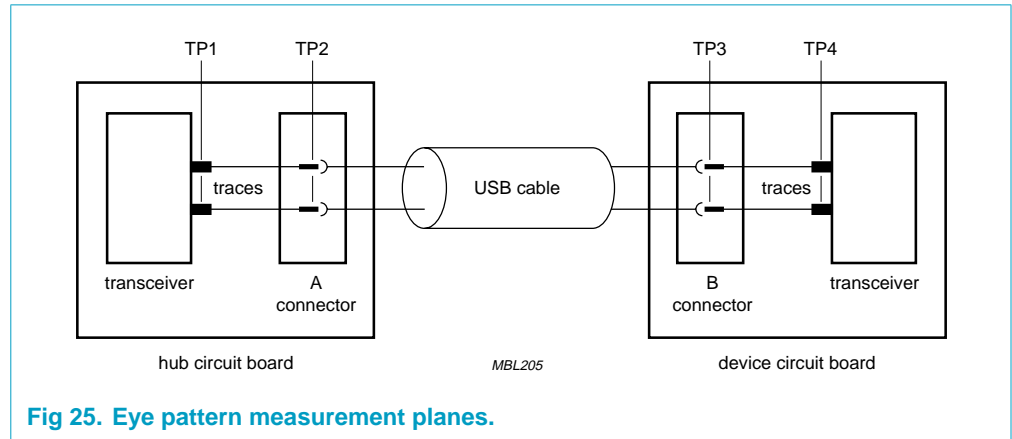 TP1 TP2 TP3 TP4
traces USB cable traces
transceiver A connector B connector transceiver
hub circuit board MBL205 device circuit board
Fig 25. Eye pattern measurement planes.